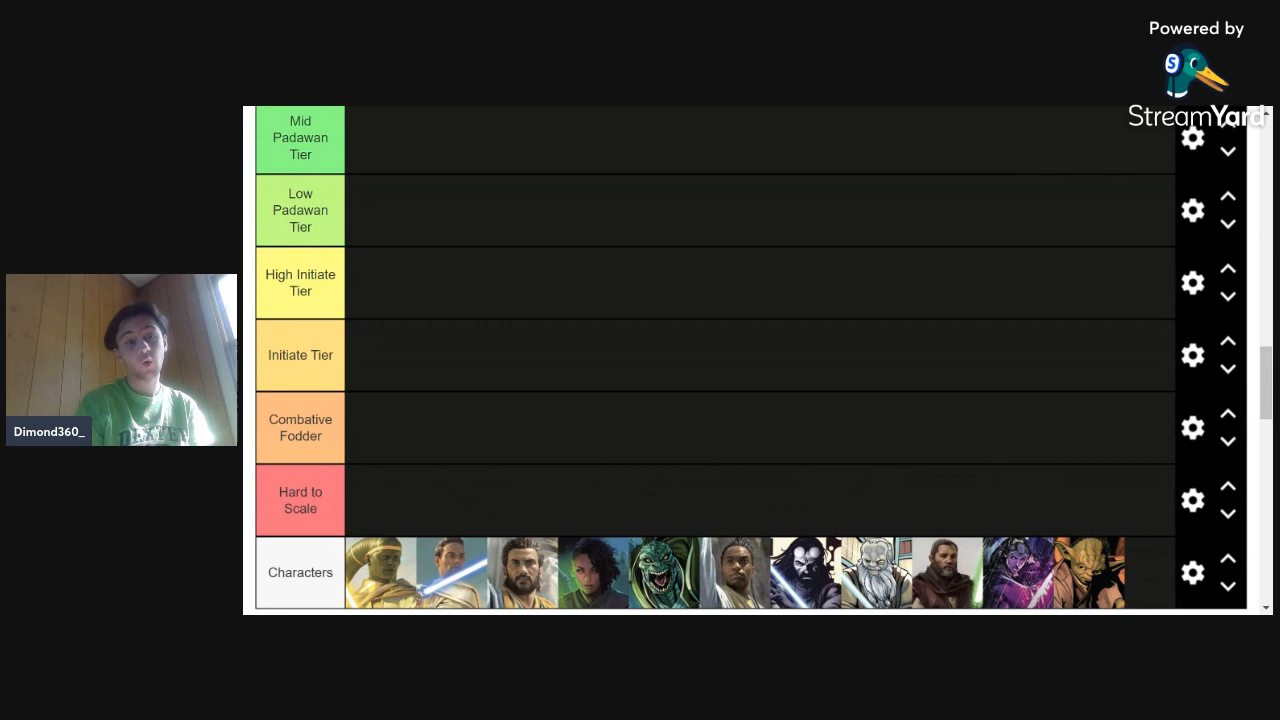 Powered by
StreamYard
Mid
Padawan
Tier
Low
Padawan
Tier
High Initiate
Tier
Initiate Tier
Combative
Fodder
Hard to
Scale
Characters
Dimond360_
DEXTER